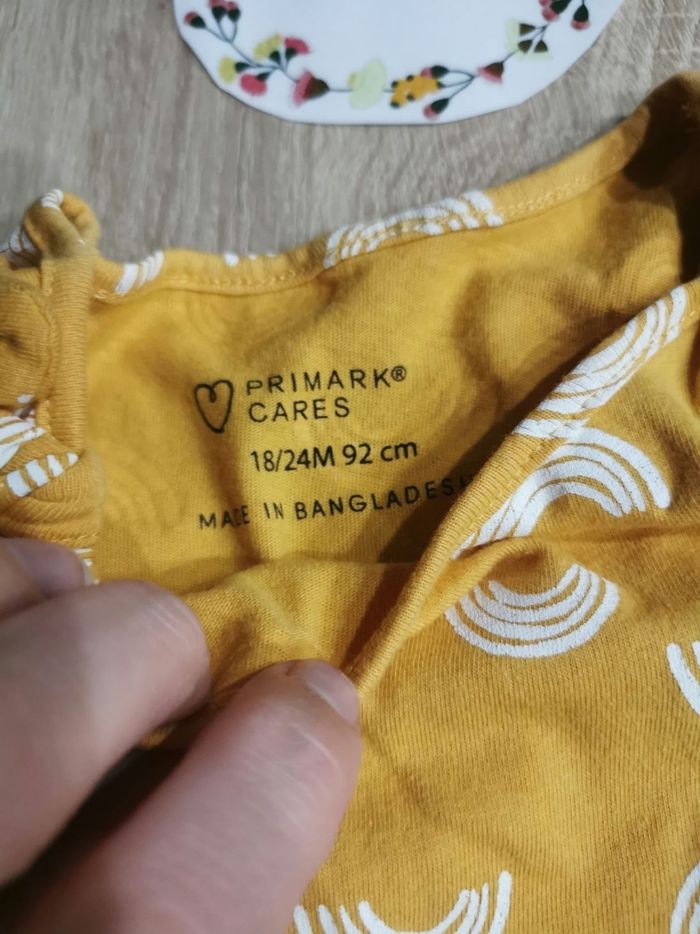 PRIMARK®
CARES
18/24M 92 cm
MADE IN BANGLADESH